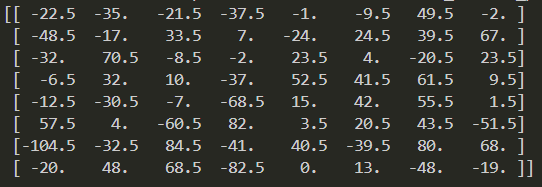 [[ -22.5 -35. -21.5 -37.5 -1. -9.5 49.5 -2. ]
[ -48.5 -17. 33.5 7. -24. 24.5 39.5 67. ]
[ -32. 70.5 -8.5 -2. 23.5 4. -20.5 23.5]
[ -6.5 32. 10. -37. 52.5 41.5 61.5 9.5]
[ -12.5 -30.5 -7. -68.5 15. 42. 55.5 1.5]
[ 57.5 4. -60.5 82. 3.5 20.5 43.5 -51.5]
[-104.5 -32.5 84.5 -41. 40.5 -39.5 80. 68. ]
[ -20. 48. 68.5 -82.5 0. 13. -48. -19. ]]